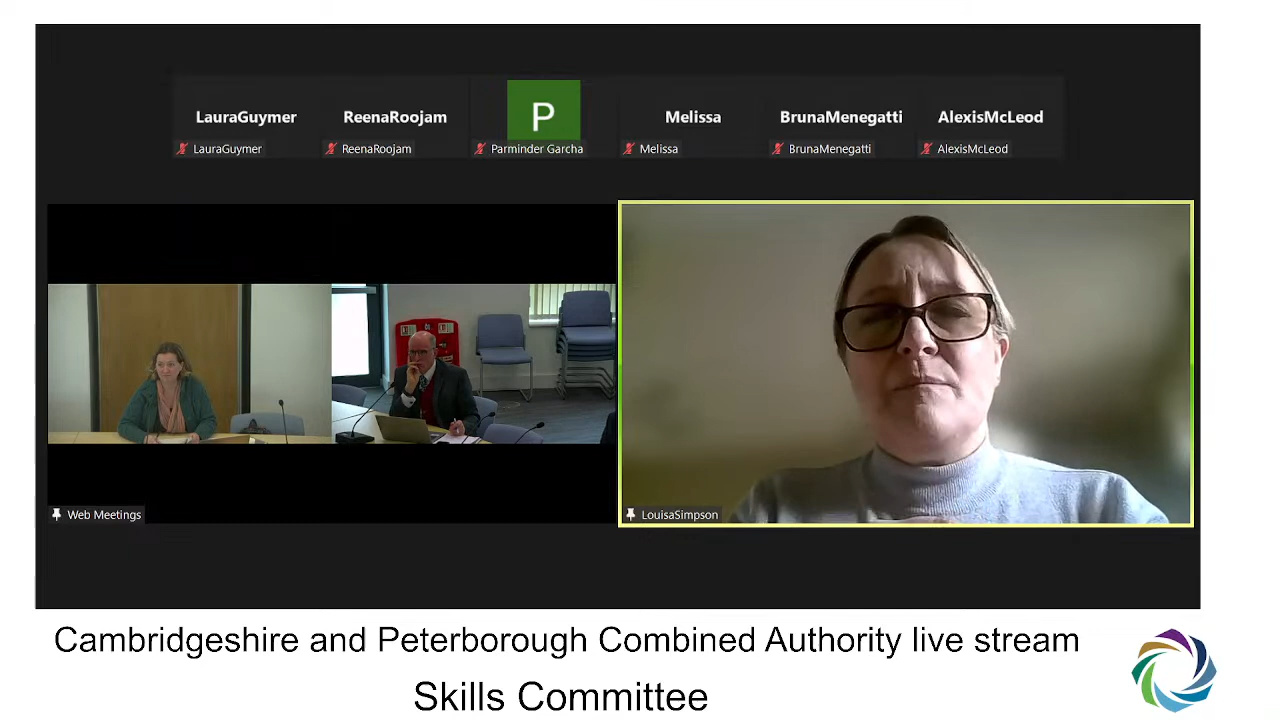 LauraGuymer
ReenaRoojam
P
Melissa
BrunaMenegatti
AlexisMcLeod
LauraGuymer
ReenaRoojam
Parminder Garcha
Melissa
BrunaMenegatti
AlexisMcLeod
Web Meetings
LouisaSimpson
Cambridgeshire and Peterborough Combined Authority live stream
Skills Committee